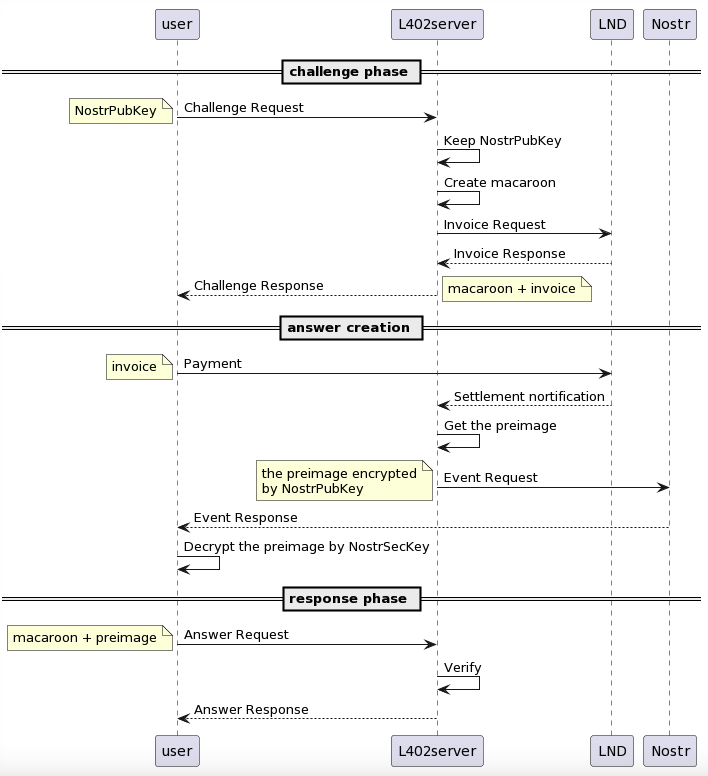 user L402server LND Nostr
challenge phase
NostrPubKey Challenge Request
Keep NostrPubKey
Create macaroon
Invoice Request
Invoice Response
Challenge Response macaroon + invoice
answer creation
invoice Payment
Settlement nortification
Get the preimage
the preimage encrypted
by NostrPubKey
Event Request
Event Response
Decrypt the preimage by NostrSecKey
response phase
macaroon + preimage Answer Request
Verify
Answer Response
user L402server LND Nostr